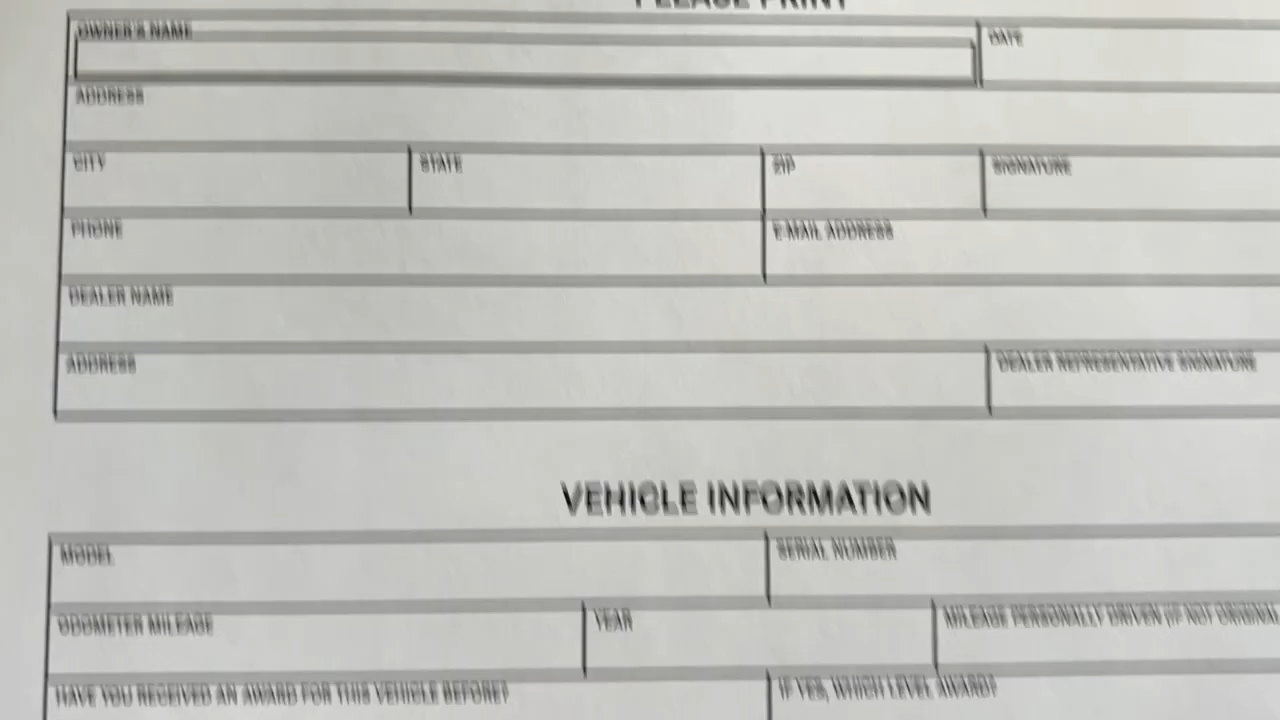 PLEASE PRINT
OWNER'S NAME DATE
ADDRESS
CITY STATE ZIP SIGNATURE
PHONE E-MAIL ADDRESS
DEALER NAME
ADDRESS DEALER REPRESENTATIVE SIGNATURE
VEHICLE INFORMATION
MODEL SERIAL NUMBER
ODOMETER MILEAGE YEAR MILEAGE PERSONALLY DRIVEN (IF NOT ORIGINAL
HAVE YOU RECEIVED AN AWARD FOR THIS VEHICLE BEFORE? IF YES, WHICH LEVEL AWARD?